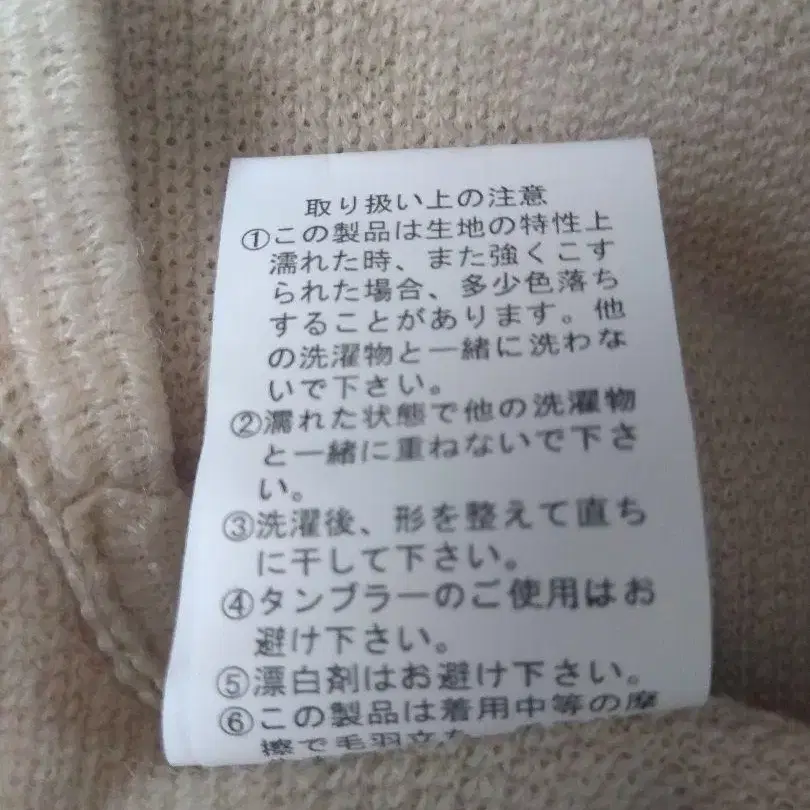 取り扱い上の注意
①この製品は生地の特性上
濡れた時、また強くこす
られた場合、多少色落ち
することがあります。他
の洗濯物と一緒に洗わな
いで下さい。
②濡れた状態で他の洗濯物
と一緒に重ねないで下さ
い。
③洗濯後、形を整えて直ち
に干して下さい。
④タンブラーのご使用はお
避け下さい。
⑤漂白剤はお避け下さい。
⑥この製品は着用中等の摩
擦で毛羽立